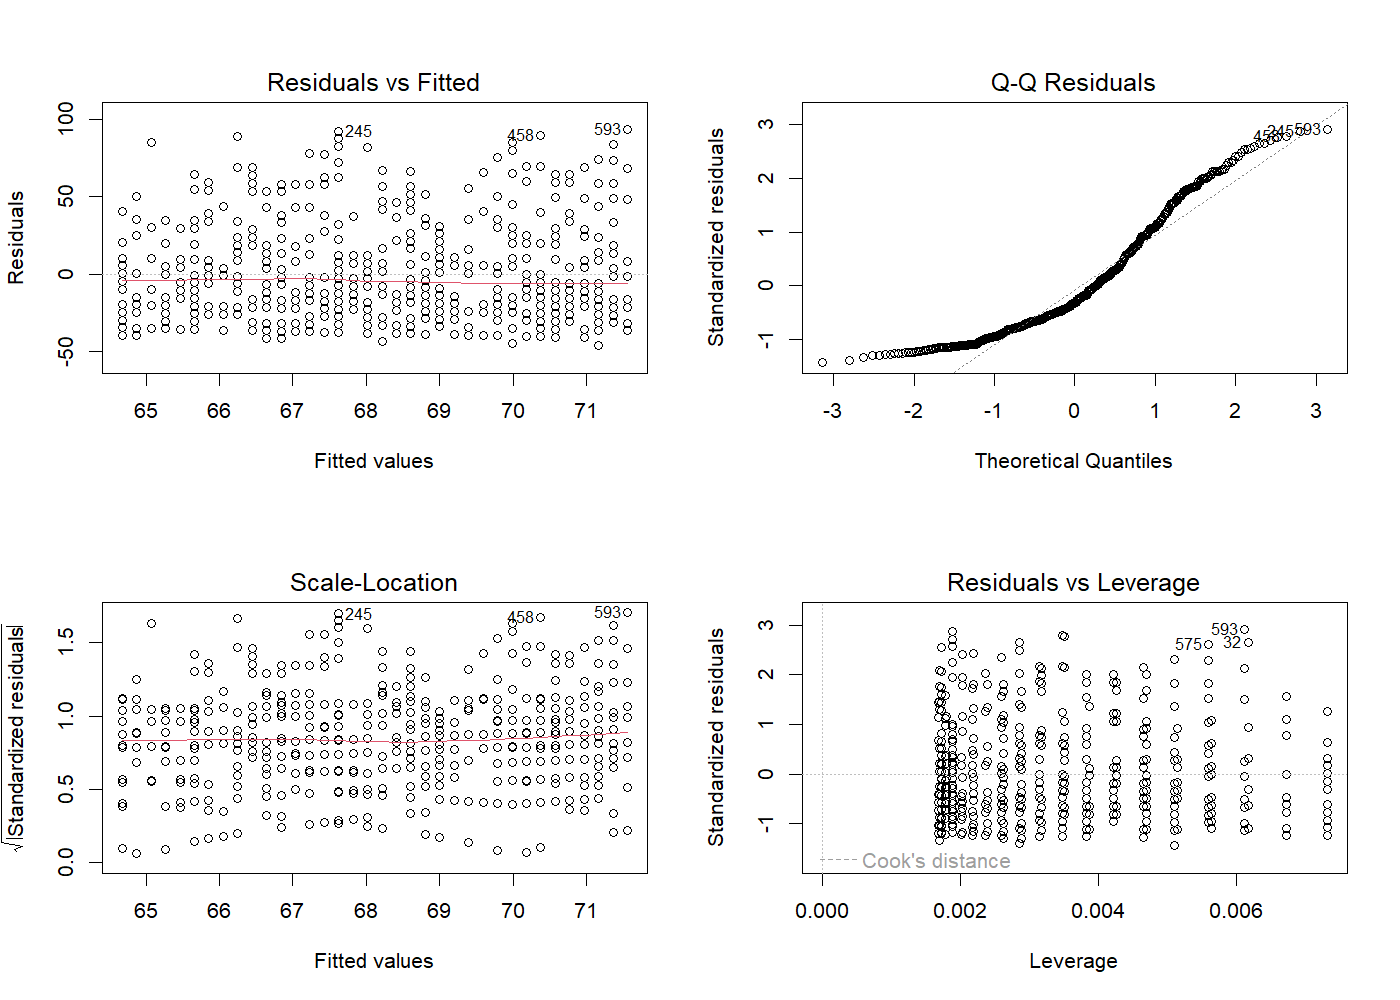 Residuals vs Fitted
Residuals
100
50
0
-50
245
458
593
65 66 67 68 69 70 71
Fitted values
Q-Q Residuals
Standardized residuals
3
2
1
0
-1
458
245
593
-3 -2 -1 0 1 2 3
Theoretical Quantiles
Scale-Location
√|Standardized residuals|
1.5
1.0
0.5
0.0
245
458
593
65 66 67 68 69 70 71
Fitted values
Residuals vs Leverage
Standardized residuals
3
2
1
0
-1
593
575
32
Cook's distance
0.000 0.002 0.004 0.006
Leverage